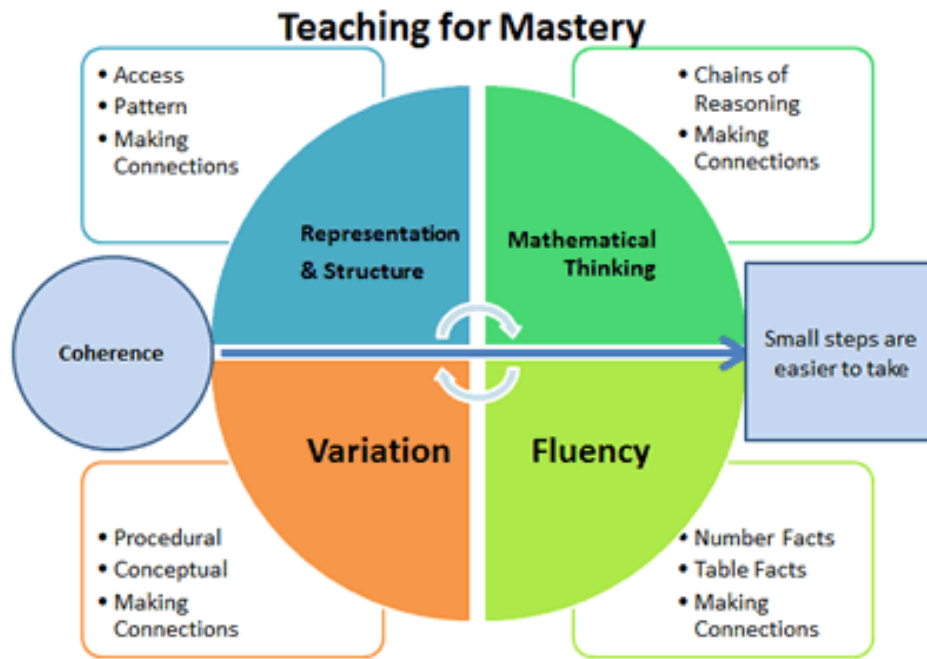 Teaching for Mastery
• Access
• Pattern
• Making
Connections
• Chains of
Reasoning
• Making
Connections
Representation
& Structure
Mathematical
Thinking
Coherence
Small steps are
easier to take
Variation
Fluency
• Procedural
• Conceptual
• Making
Connections
• Number Facts
• Table Facts
• Making
Connections